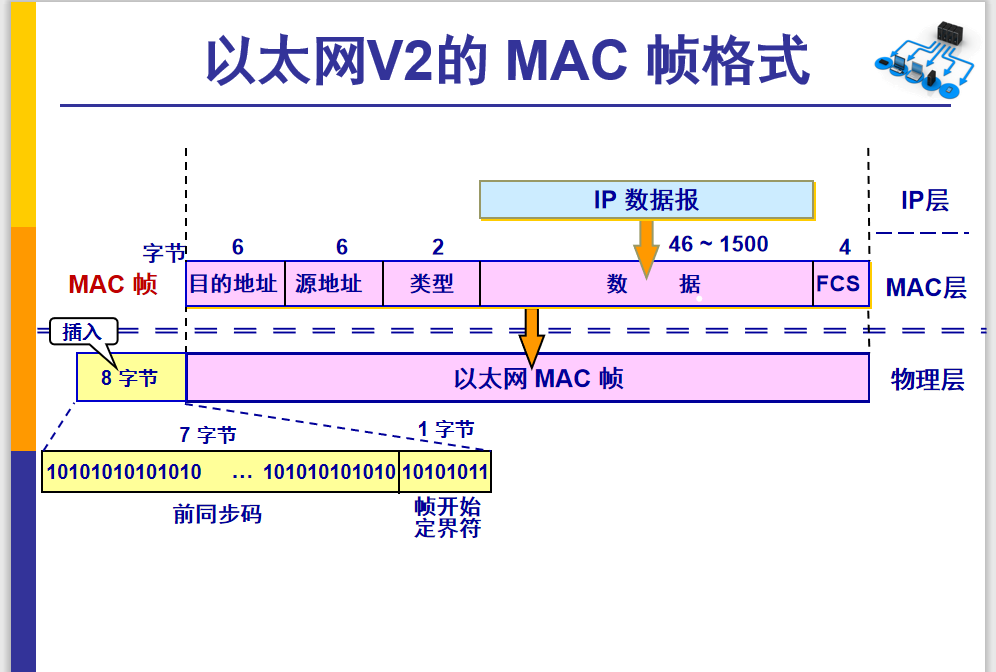 以太网V2的 MAC 帧格式
IP 数据报
IP层
字节
6
6
2
46 ~ 1500
4
MAC 帧
目的地址
源地址
类型
数 据
FCS
MAC层
插入
8 字节
以太网 MAC 帧
物理层
7 字节
1 字节
10101010101010 … 101010101010
10101011
前同步码
帧开始
定界符